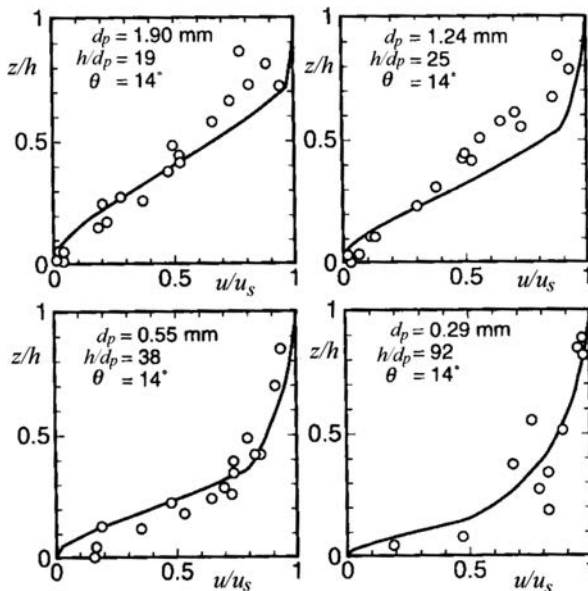 1
d_p = 1.90 mm
z/h
h/d_p = 19
θ = 14°
0.5
0
0
0.5
u/u_s
1
1
d_p = 1.24 mm
z/h
h/d_p = 25
θ = 14°
0.5
0
0
0.5
u/u_s
1
1
d_p = 0.55 mm
z/h
h/d_p = 38
θ = 14°
0.5
0
0
0.5
u/u_s
1
1
d_p = 0.29 mm
z/h
h/d_p = 92
θ = 14°
0.5
0
0
0.5
u/u_s
1